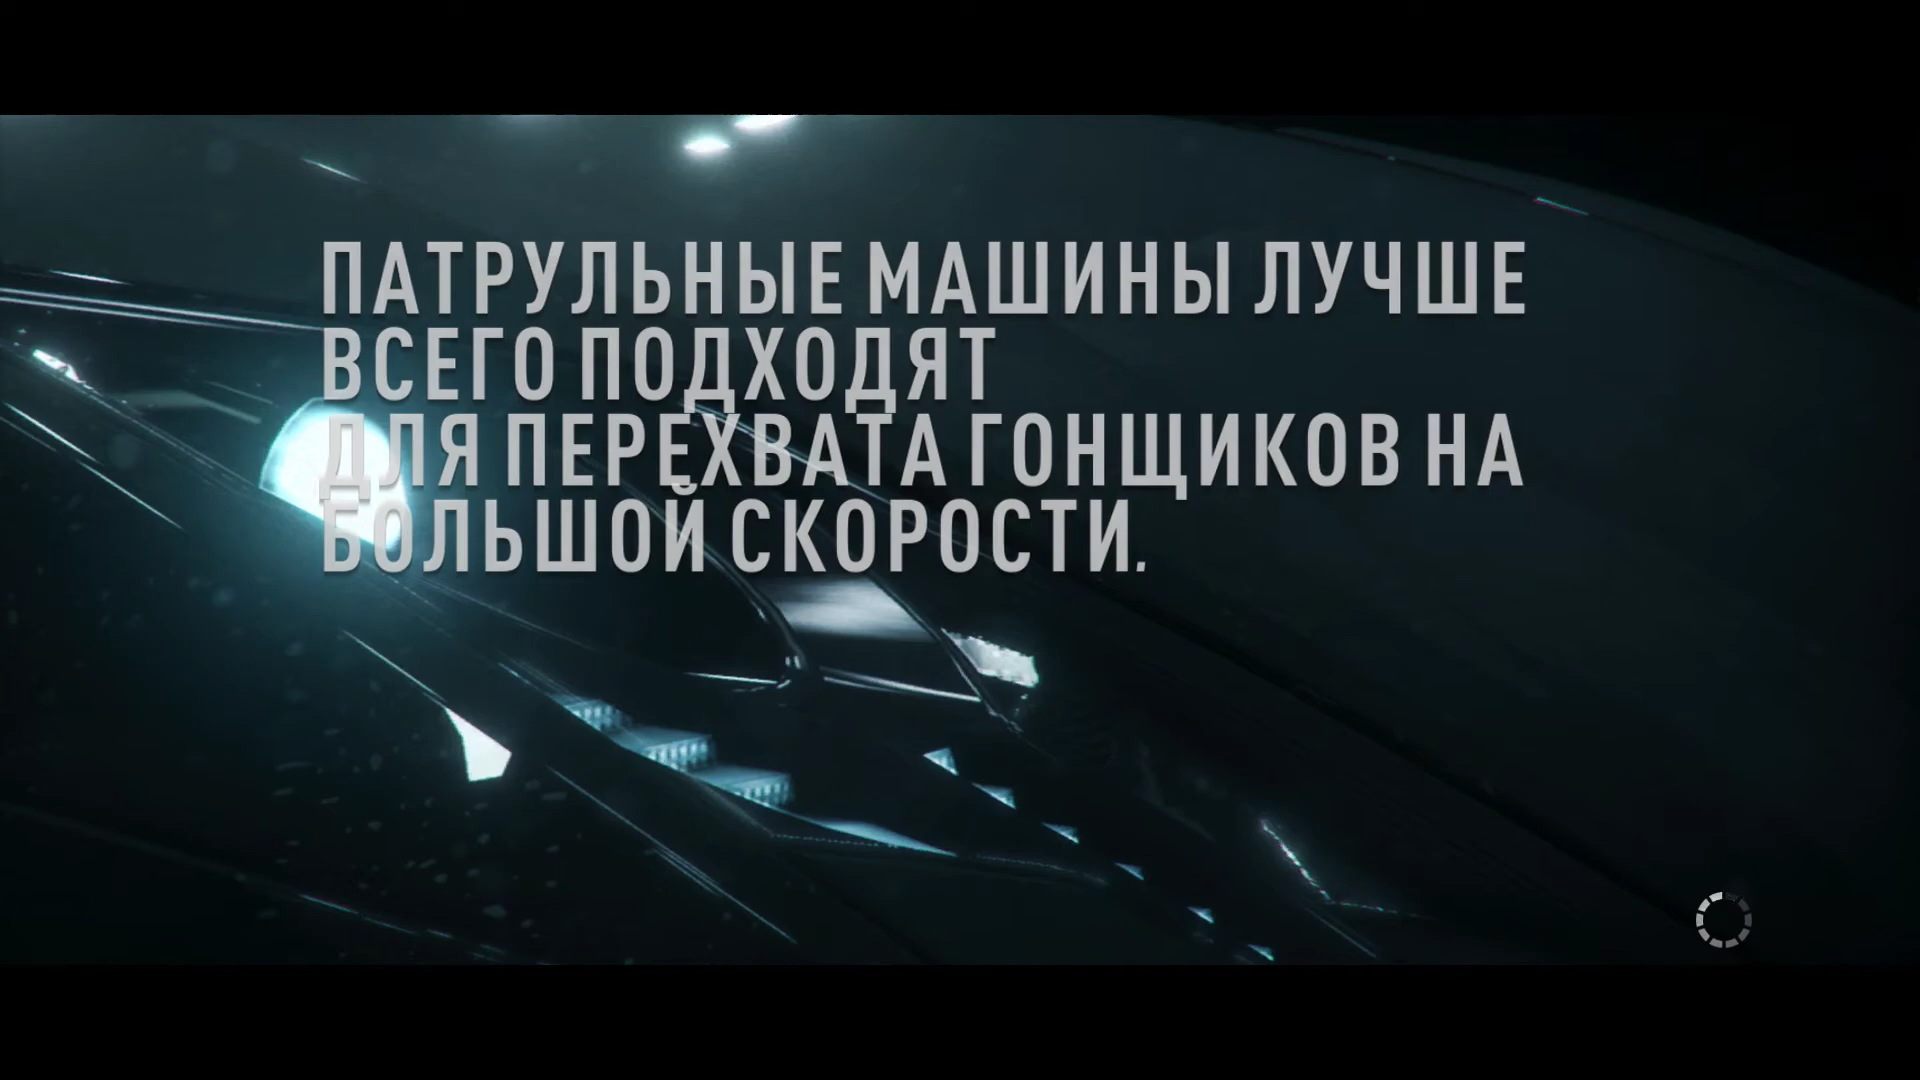 ПАТРУЛЬНЫЕ МАШИНЫ ЛУЧШЕ
ВСЕГО ПОДХОДЯТ
ДЛЯ ПЕРЕХВАТА ГОНЩИКОВ НА
БОЛЬШОЙ СКОРОСТИ.